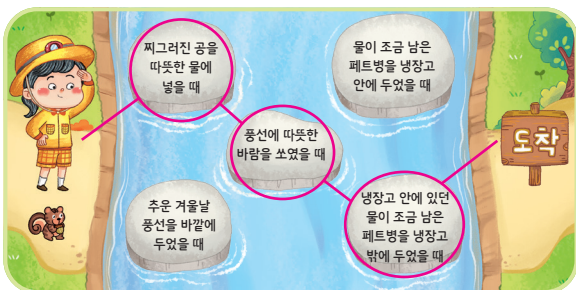 찌그러진 공을
따뜻한 물에
넣을 때
물이 조금 남은
페트병을 냉장고
안에 두었을 때
풍선에 따뜻한
바람을 쏘였을 때
도착
추운 겨울날
풍선을 바깥에
두었을 때
냉장고 안에 있던
물이 조금 남은
페트병을 냉장고
밖에 두었을 때